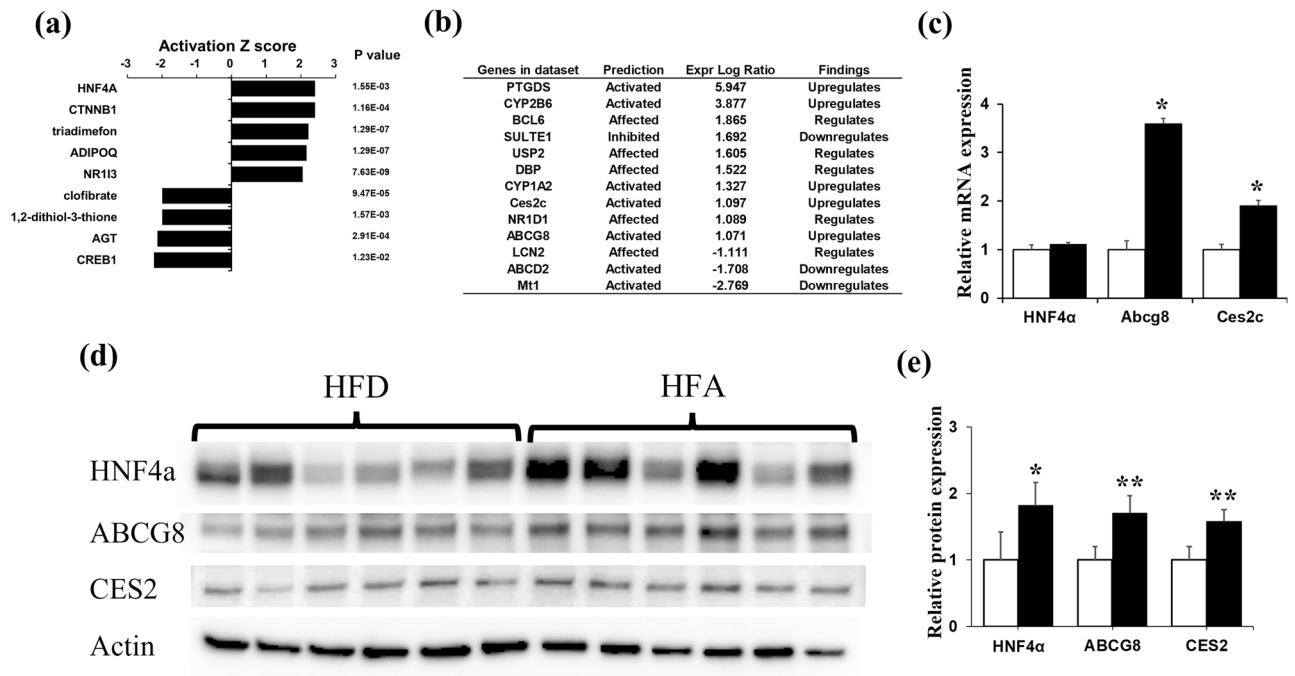 (a)
Activation Z score
P value
-3 -2 -1 0 1 2 3
HNF4A 1.55E-03
CTNNB1 1.16E-04
triadimefon 1.29E-07
ADIPOQ 1.29E-07
NR1I3 7.63E-09
clofibrate 9.47E-05
1,2-dithiol-3-thione 1.57E-03
AGT 2.91E-04
CREB1 1.23E-02
(b)
Genes in dataset Prediction Expr Log Ratio Findings
PTGDS Activated 5.947 Upregulates
CYP2B6 Activated 3.877 Upregulates
BCL6 Affected 1.865 Regulates
SULTE1 Inhibited 1.692 Downregulates
USP2 Affected 1.605 Regulates
DBP Affected 1.522 Regulates
CYP1A2 Activated 1.327 Upregulates
Ces2c Activated 1.097 Upregulates
NR1D1 Affected 1.089 Regulates
ABCG8 Activated 1.071 Upregulates
LCN2 Affected -1.111 Regulates
ABCD2 Activated -1.708 Downregulates
Mt1 Activated -2.769 Downregulates
(c)
Relative mRNA expression
4
3
2
1
0
*
*
HNF4α Abcg8 Ces2c
(d)
HFD HFA
HNF4a
ABCG8
CES2
Actin
(e)
Relative protein expression
3
2
1
0
* ** **
HNF4α ABCG8 CES2